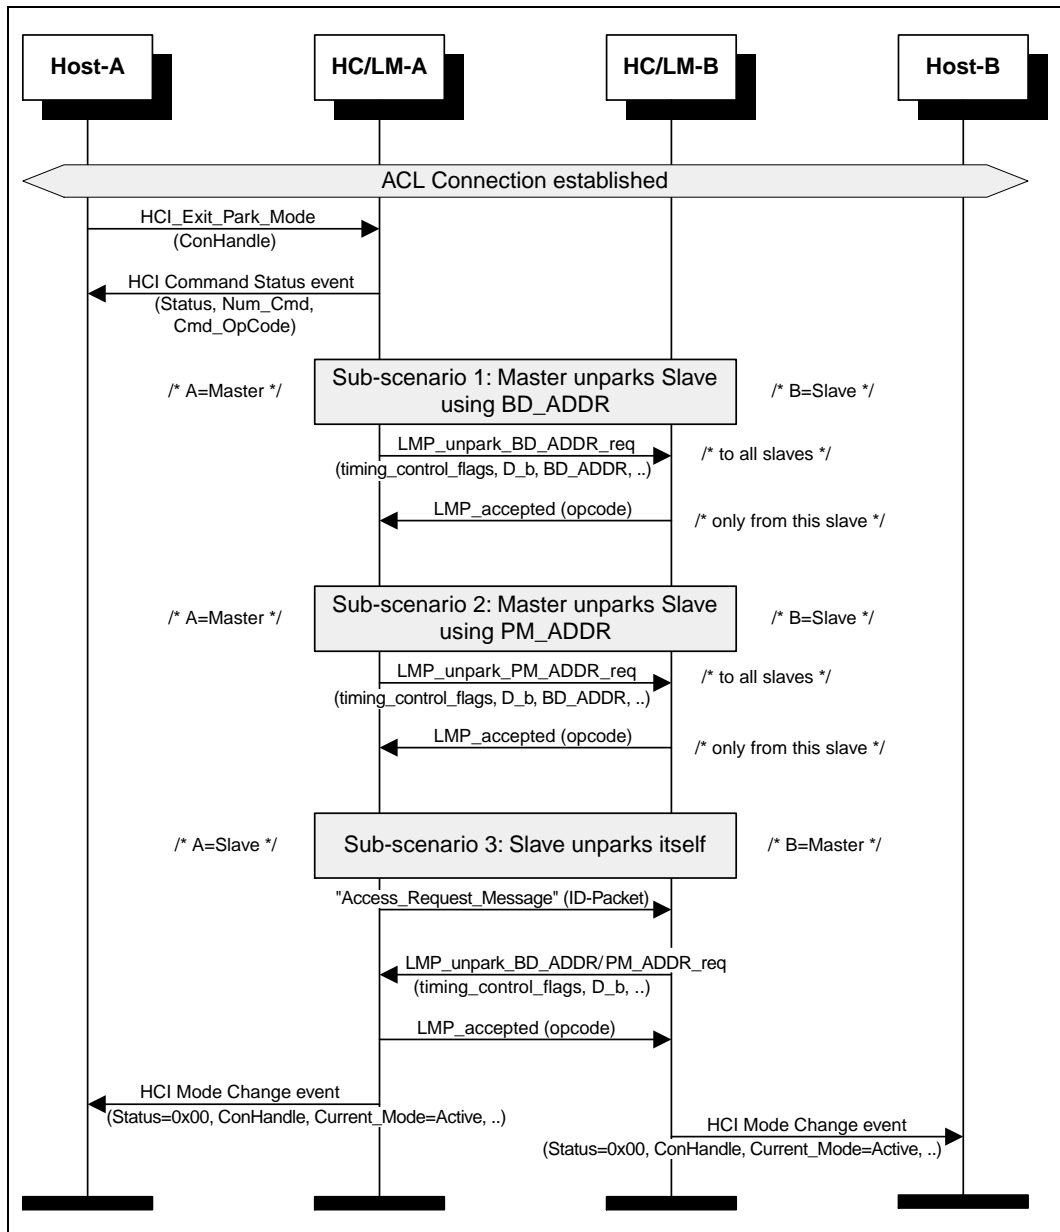 Host-A
HC/LM-A
HC/LM-B
Host-B
ACL Connection established
HCI_Exit_Park_Mode
(ConHandle)
HCI Command Status event
(Status, Num_Cmd,
Cmd_OpCode)
/* A=Master */
Sub-scenario 1: Master unparks Slave
using BD_ADDR
/* B=Slave */
LMP_unpark_BD_ADDR_req
(timing_control_flags, D_b, BD_ADDR, ..)
/* to all slaves */
LMP_accepted (opcode)
/* only from this slave */
/* A=Master */
Sub-scenario 2: Master unparks Slave
using PM_ADDR
/* B=Slave */
LMP_unpark_PM_ADDR_req
(timing_control_flags, D_b, BD_ADDR, ..)
/* to all slaves */
LMP_accepted (opcode)
/* only from this slave */
/* A=Slave */
Sub-scenario 3: Slave unparks itself
/* B=Master */
"Access_Request_Message" (ID-Packet)
LMP_unpark_BD_ADDR/PM_ADDR_req
(timing_control_flags, D_b, ..)
LMP_accepted (opcode)
HCI Mode Change event
(Status=0x00, ConHandle, Current_Mode=Active, ..)
HCI Mode Change event
(Status=0x00, ConHandle, Current_Mode=Active, ..)